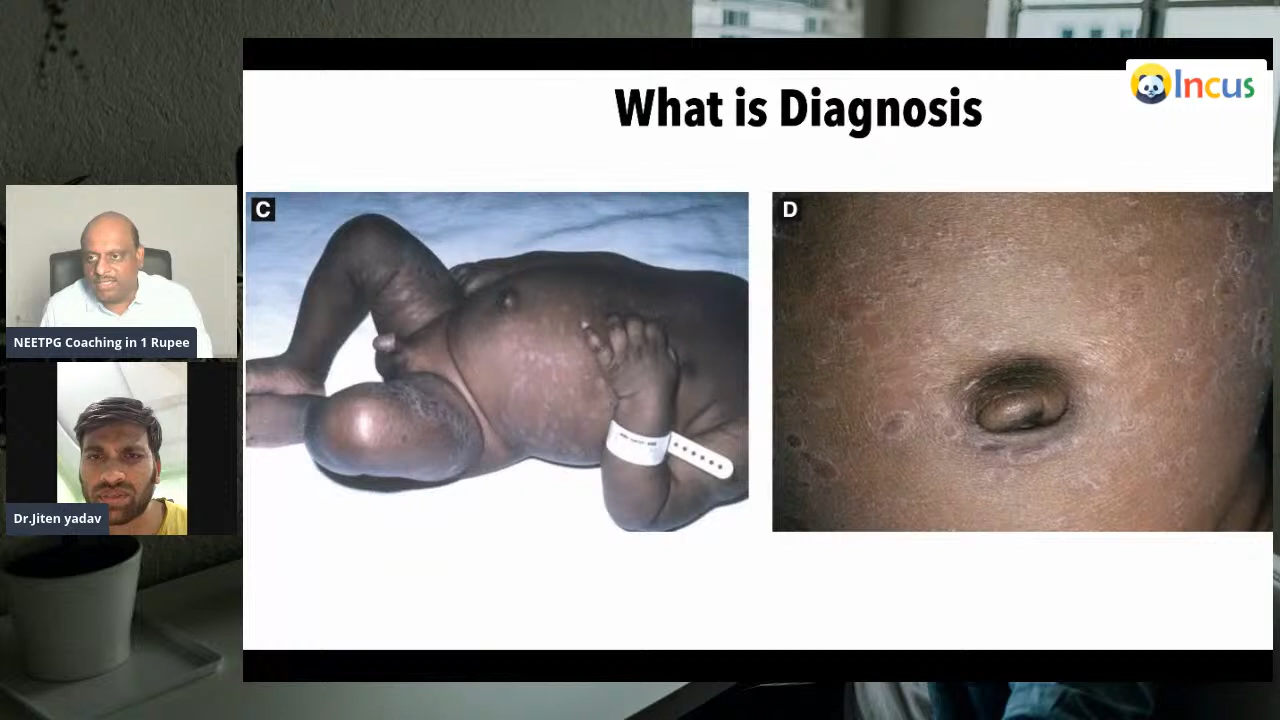 What is Diagnosis
Incus
C
D
NEETPG Coaching in 1 Rupee
Dr.Jiten yadav